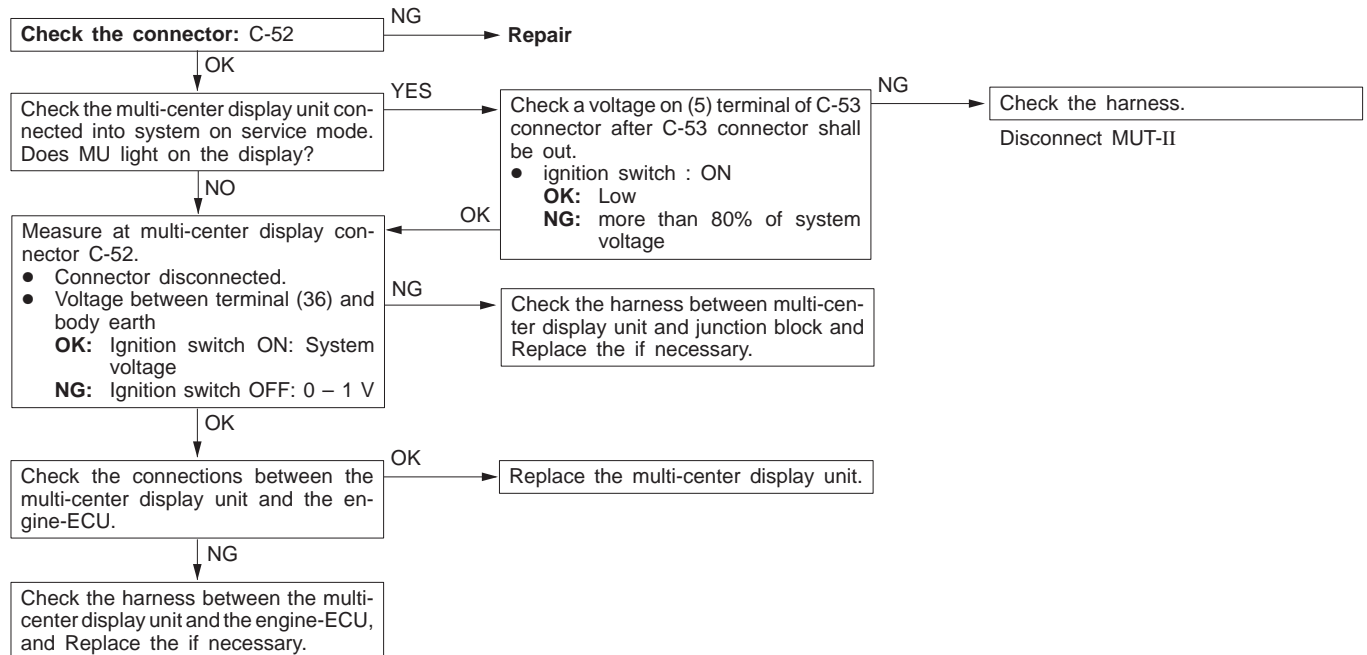 Check the connector: C-52
NG
Repair
OK
Check the multi-center display unit con-
nected into system on service mode.
Does MU light on the display?
YES
Check a voltage on (5) terminal of C-53
connector after C-53 connector shall
be out.
● ignition switch : ON
OK: Low
NG: more than 80% of system
voltage
NG
Check the harness.
Disconnect MUT-II
NO
OK
Measure at multi-center display con-
nector C-52.
● Connector disconnected.
● Voltage between terminal (36) and
body earth
OK: Ignition switch ON: System
voltage
NG: Ignition switch OFF: 0 – 1 V
NG
Check the harness between multi-cen-
ter display unit and junction block and
Replace the if necessary.
OK
Check the connections between the
multi-center display unit and the en-
gine-ECU.
OK
Replace the multi-center display unit.
NG
Check the harness between the multi-
center display unit and the engine-ECU,
and Replace the if necessary.